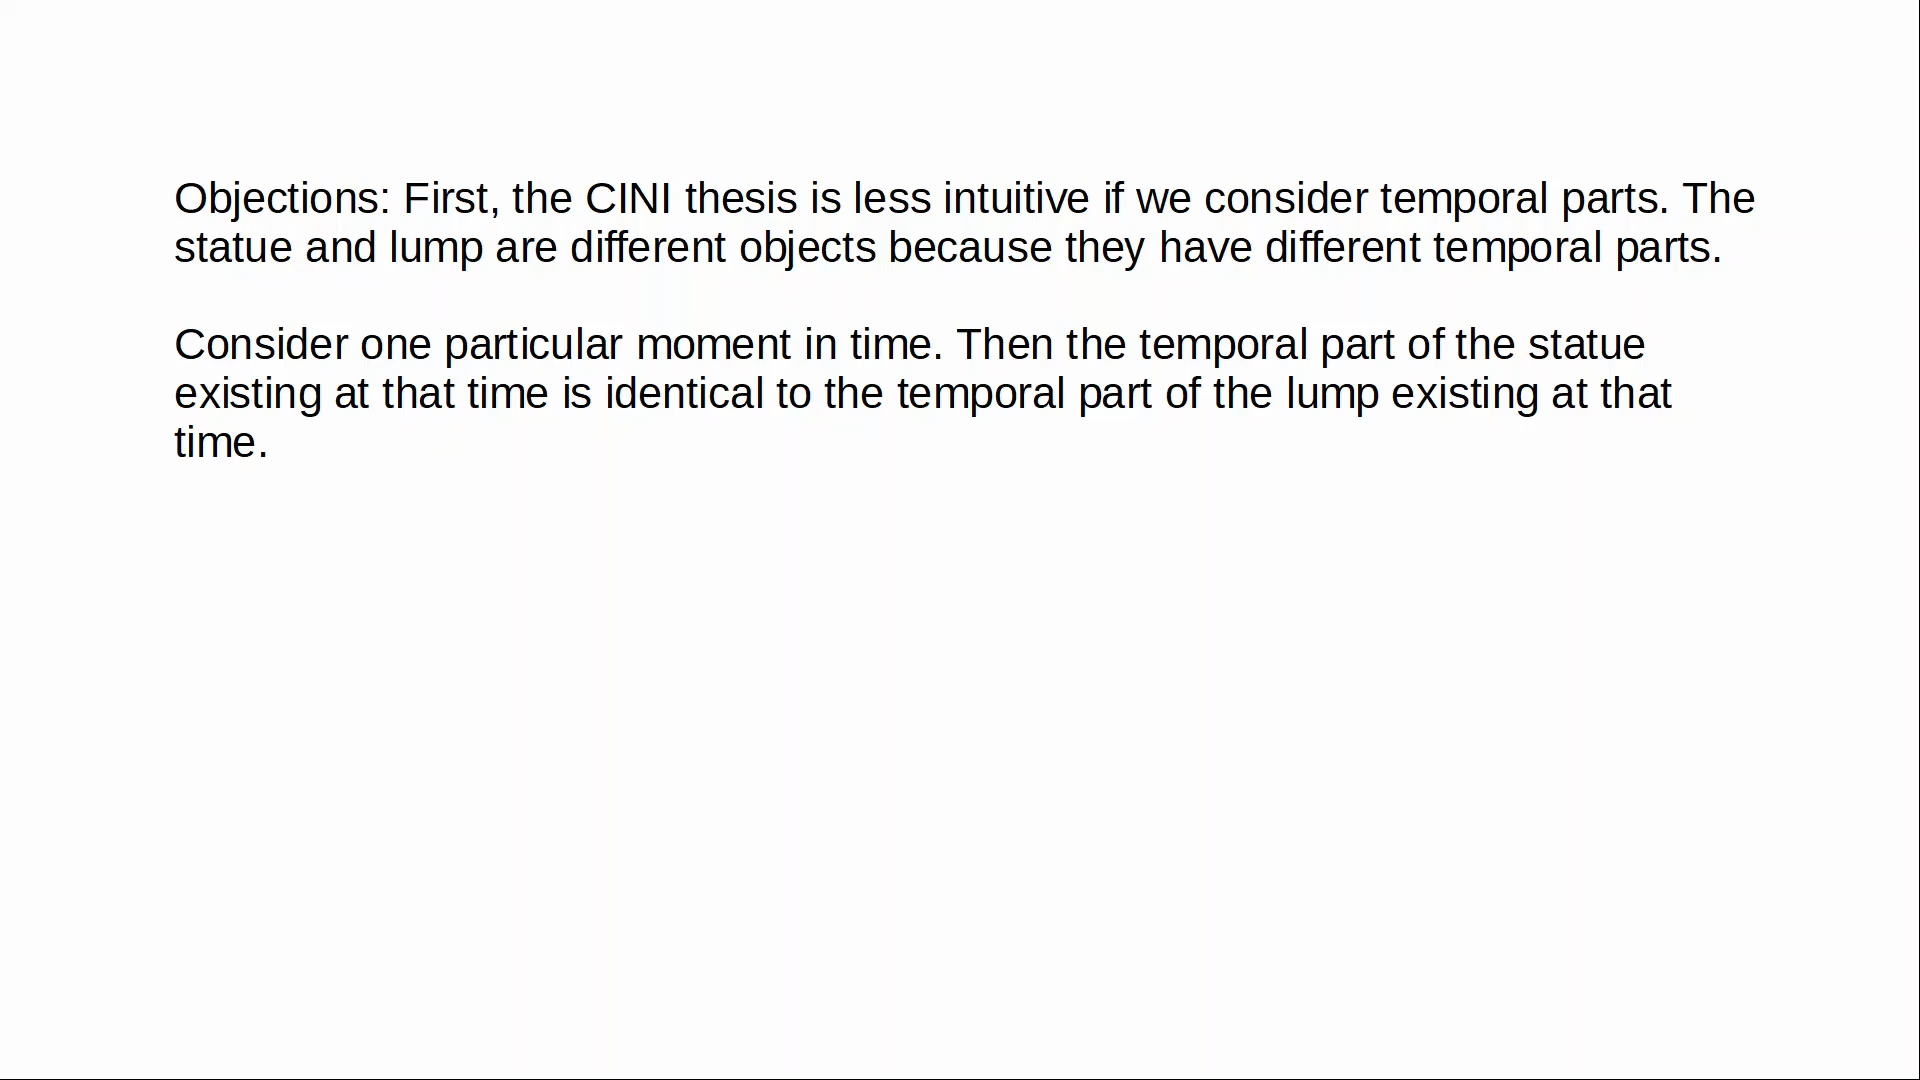 Objections: First, the CINI thesis is less intuitive if we consider temporal parts. The
statue and lump are different objects because they have different temporal parts.
Consider one particular moment in time. Then the temporal part of the statue
existing at that time is identical to the temporal part of the lump existing at that
time.